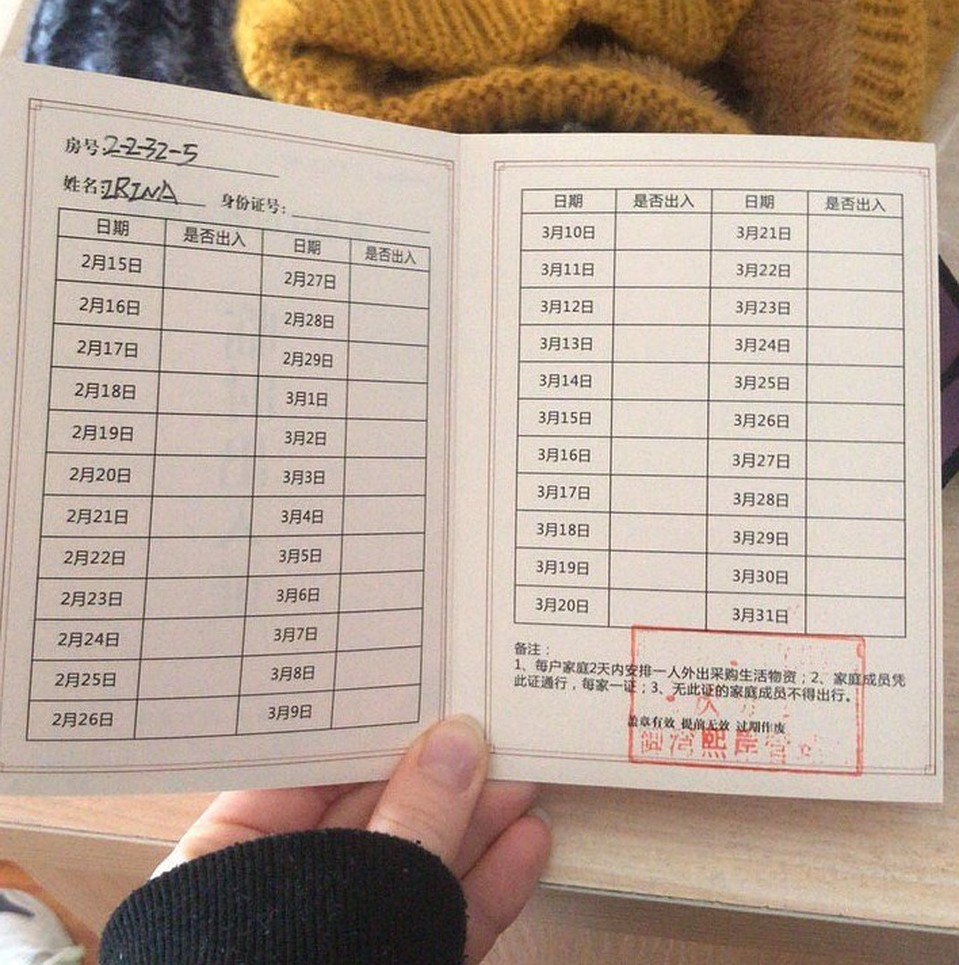 房号:2-2-32-5
姓名:IRINA 身份证号:
日期 是否出入 日期 是否出入
2月15日 2月27日
2月16日 2月28日
2月17日 2月29日
2月18日 3月1日
2月19日 3月2日
2月20日 3月3日
2月21日 3月4日
2月22日 3月5日
2月23日 3月6日
2月24日 3月7日
2月25日 3月8日
2月26日 3月9日
日期 是否出入 日期 是否出入
3月10日 3月21日
3月11日 3月22日
3月12日 3月23日
3月13日 3月24日
3月14日 3月25日
3月15日 3月26日
3月16日 3月27日
3月17日 3月28日
3月18日 3月29日
3月19日 3月30日
3月20日 3月31日
备注：
1、每户家庭2天内安排一人外出采购生活物资；2、家庭成员凭
此证通行，每家一证；3、无此证的家庭成员不得出行。
盖章有效 提前无效 过期作废